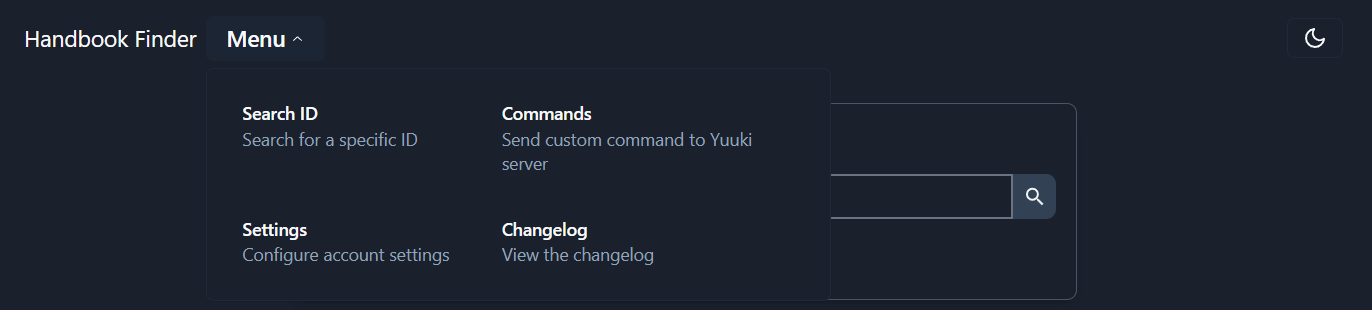 Handbook Finder
Menu
Search ID
Search for a specific ID
Commands
Send custom command to Yuuki
server
Settings
Configure account settings
Changelog
View the changelog